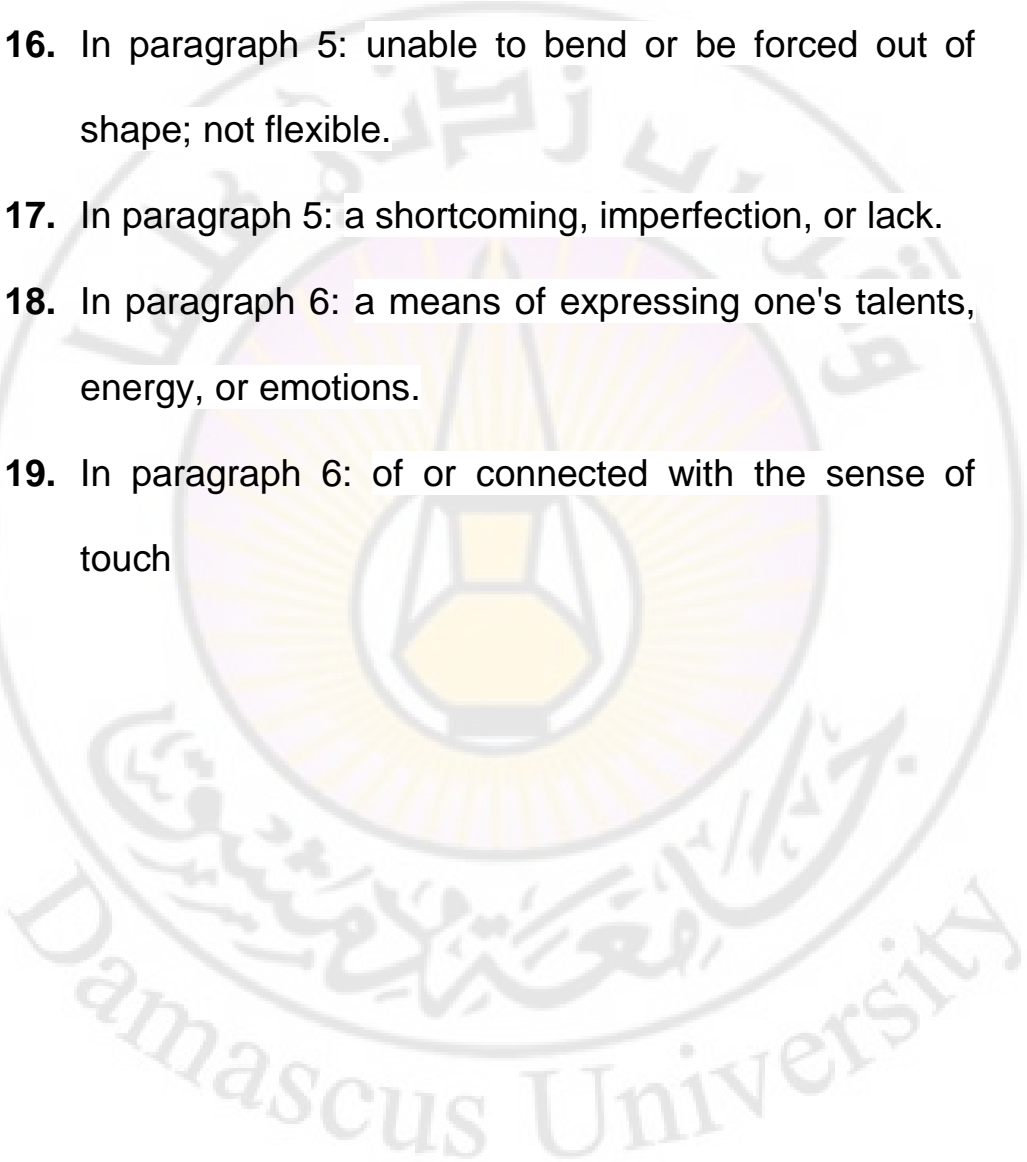 16. In paragraph 5: unable to bend or be forced out of
shape; not flexible.
17. In paragraph 5: a shortcoming, imperfection, or lack.
18. In paragraph 6: a means of expressing one's talents,
energy, or emotions.
19. In paragraph 6: of or connected with the sense of
touch
جامعة دمشق
Damascus University